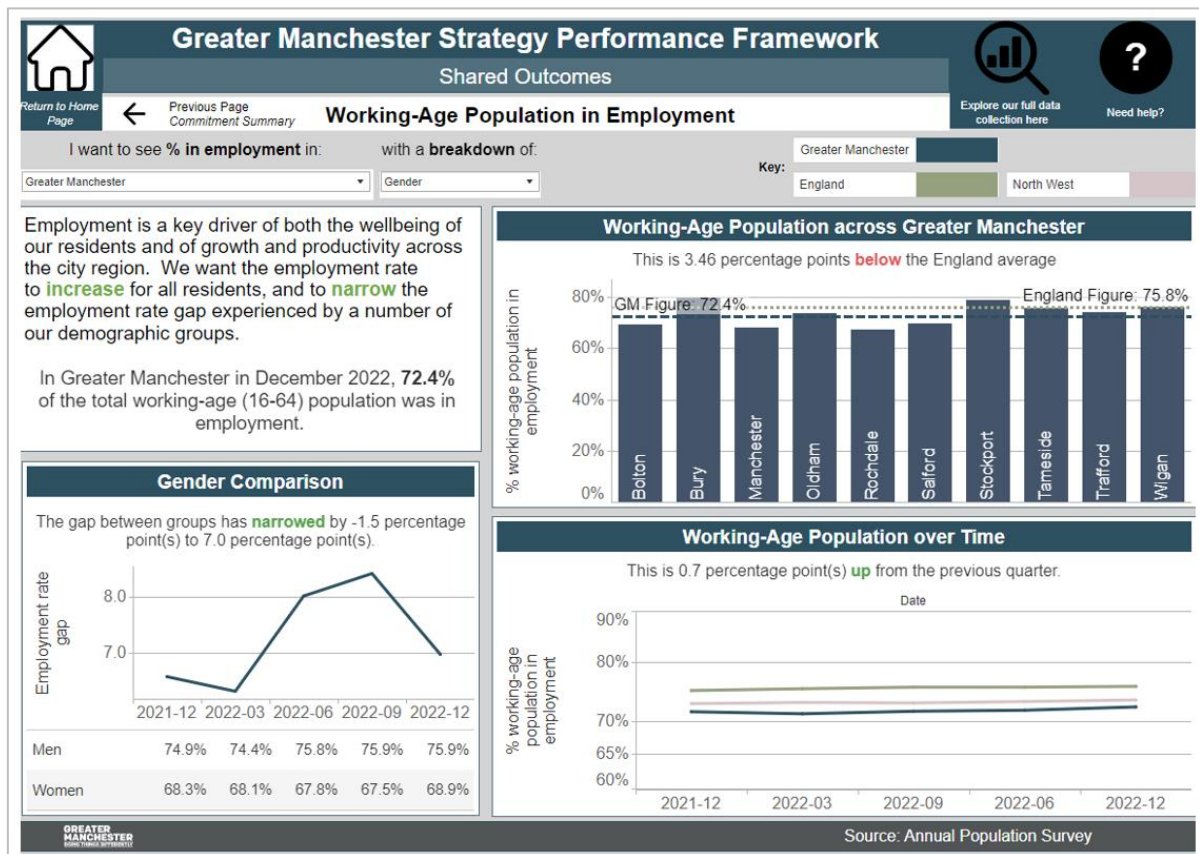 Greater Manchester Strategy Performance Framework
Shared Outcomes
Return to Home
Page
Previous Page
Commitment Summary
Working-Age Population in Employment
Explore our full data
collection here
?
Need help?
I want to see % in employment in:
with a breakdown of:
Greater Manchester
Gender
Key:
Greater Manchester
England
North West
Employment is a key driver of both the wellbeing of
our residents and of growth and productivity across
the city region. We want the employment rate
to increase for all residents, and to narrow the
employment rate gap experienced by a number of
our demographic groups.
In Greater Manchester in December 2022, 72.4%
of the total working-age (16-64) population was in
employment.
Gender Comparison
The gap between groups has narrowed by -1.5 percentage
point(s) to 7.0 percentage point(s).
Employment rate
gap
8.0
7.0
2021-12 2022-03 2022-06 2022-09 2022-12
Men 74.9% 74.4% 75.8% 75.9% 75.9%
Women 68.3% 68.1% 67.8% 67.5% 68.9%
Working-Age Population across Greater Manchester
This is 3.46 percentage points below the England average
% working-age population in
employment
80%
60%
40%
20%
0%
GM Figure: 72.4%
England Figure: 75.8%
Bolton
Bury
Manchester
Oldham
Rochdale
Salford
Stockport
Tameside
Trafford
Wigan
Working-Age Population over Time
This is 0.7 percentage point(s) up from the previous quarter.
Date
% working-age
population in
employment
90%
80%
70%
65%
60%
2021-12 2022-03 2022-09 2022-06 2022-12
GREATER
MANCHESTER
DOING THINGS DIFFERENTLY
Source: Annual Population Survey